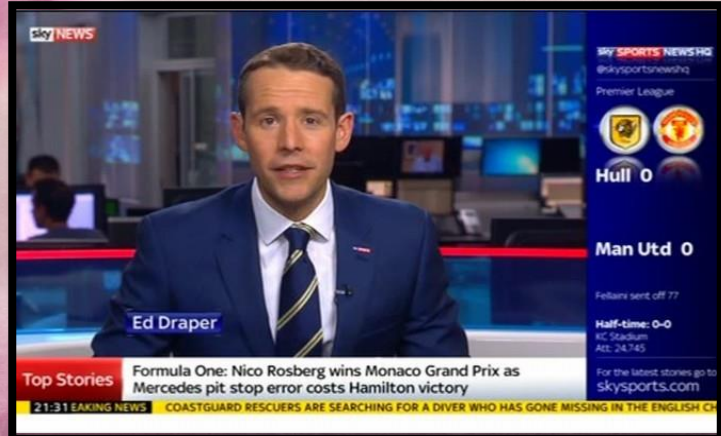 sky NEWS
sky SPORTS NEWS HQ
@skysportsnewshq
Premier League
Hull 0
Man Utd 0
Fellaini sent off 77
Half-time: 0-0
KC Stadium
Att: 24,745
For the latest stories go to
skysports.com
Ed Draper
Top Stories
Formula One: Nico Rosberg wins Monaco Grand Prix as
Mercedes pit stop error costs Hamilton victory
21:31 EAKING NEWS COASTGUARD RESCUERS ARE SEARCHING FOR A DIVER WHO HAS GONE MISSING IN THE ENGLISH CH